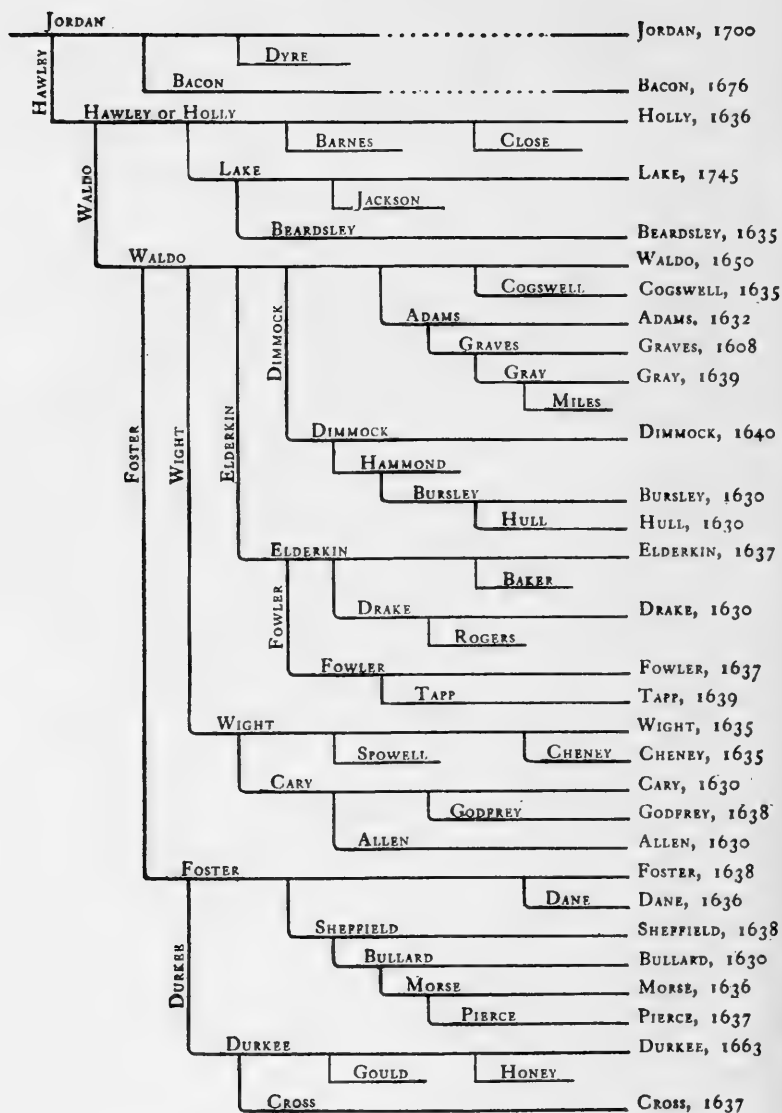 JORDAN JORDAN, 1700
DYRE
HAWLEY
BACON BACON, 1676
HAWLEY or HOLLY HOLLY, 1636
BARNES CLOSE
WALDO
LAKE LAKE, 1745
JACKSON
BEARDSLEY BEARDSLEY, 1635
WALDO WALDO, 1650
COGSWELL COGSWELL, 1635
ADAMS ADAMS, 1632
GRAVES GRAVES, 1608
DIMMOCK
GRAY GRAY, 1639
MILES
FOSTER
WIGHT
ELDERKIN
DIMMOCK DIMMOCK, 1640
HAMMOND
BURSLEY BURSLEY, 1630
HULL HULL, 1630
ELDERKIN ELDERKIN, 1637
BAKER
FOWLER
DRAKE DRAKE, 1630
ROGERS
FOWLER FOWLER, 1637
TAPP TAPP, 1639
WIGHT WIGHT, 1635
SPOWELL CHENEY CHENEY, 1635
CARY CARY, 1630
GODFREY GODFREY, 1638
ALLEN ALLEN, 1630
FOSTER FOSTER, 1638
DANE DANE, 1636
SHEFFIELD SHEFFIELD, 1638
BULLARD BULLARD, 1630
DURKEE
MORSE MORSE, 1636
PIERCE PIERCE, 1637
DURKEE DURKEE, 1663
GOULD HONEY
CROSS CROSS, 1637